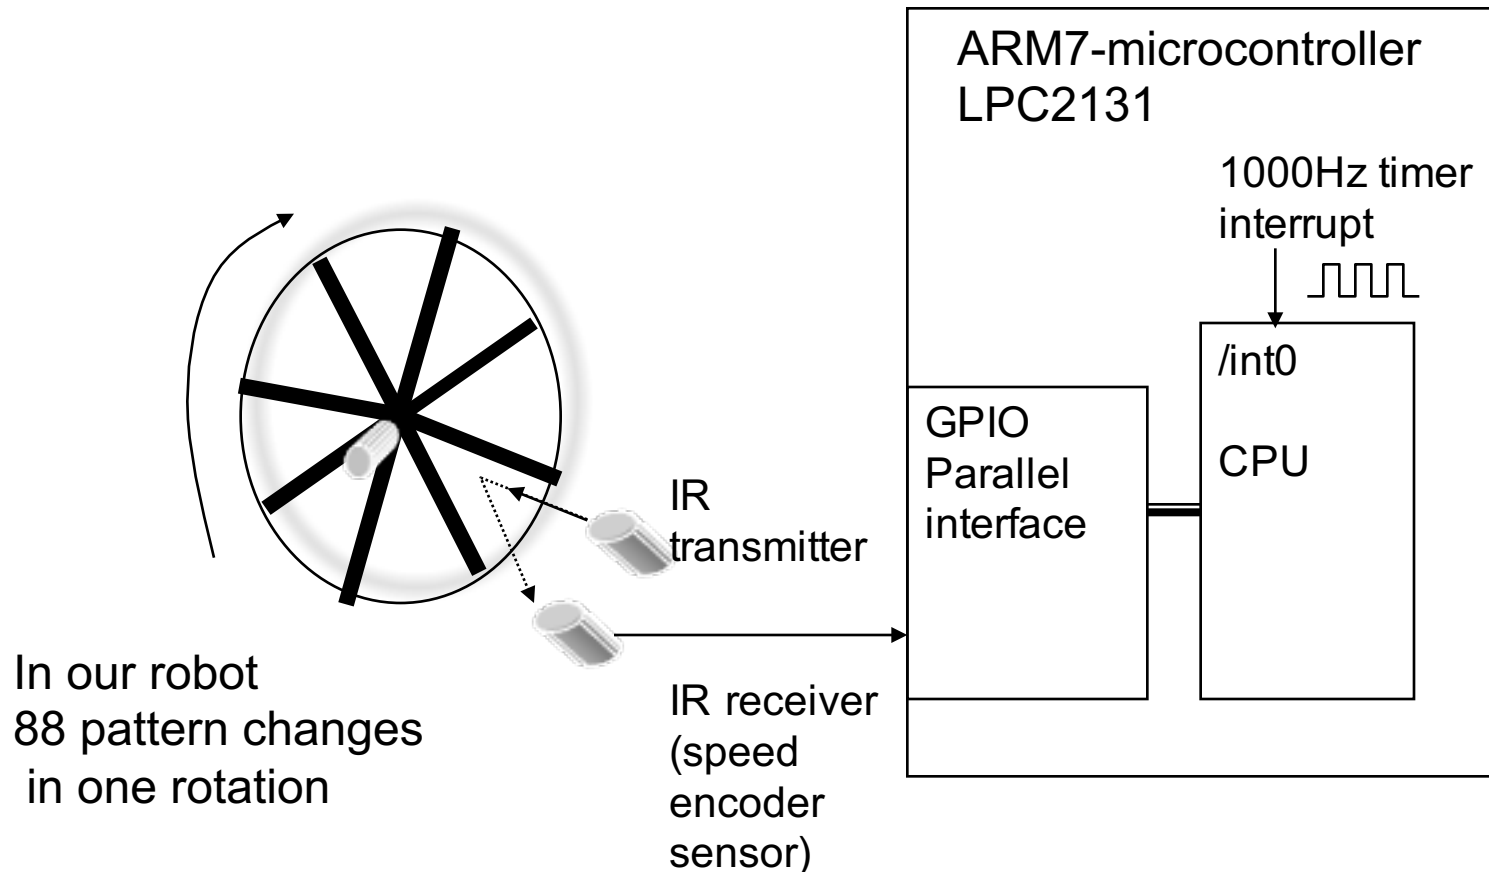 ARM7-microcontroller
LPC2131
1000Hz timer
interrupt
/int0
CPU
GPIO
Parallel
interface
IR
transmitter
IR receiver
(speed
encoder
sensor)
In our robot
88 pattern changes
in one rotation